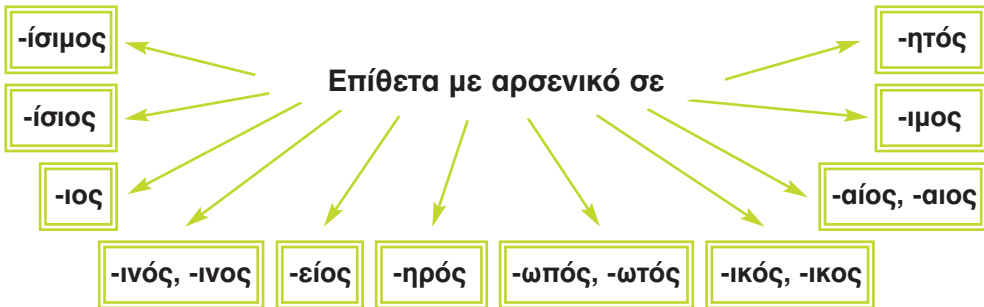 -ίσιμος
-ητός
Επίθετα με αρσενικό σε
-ίσιος
-ιμος
-ιος
-αίος, -αιος
-ινός, -ινος
-είος
-ηρός
-ωπός, -ωτός
-ικός, -ικος